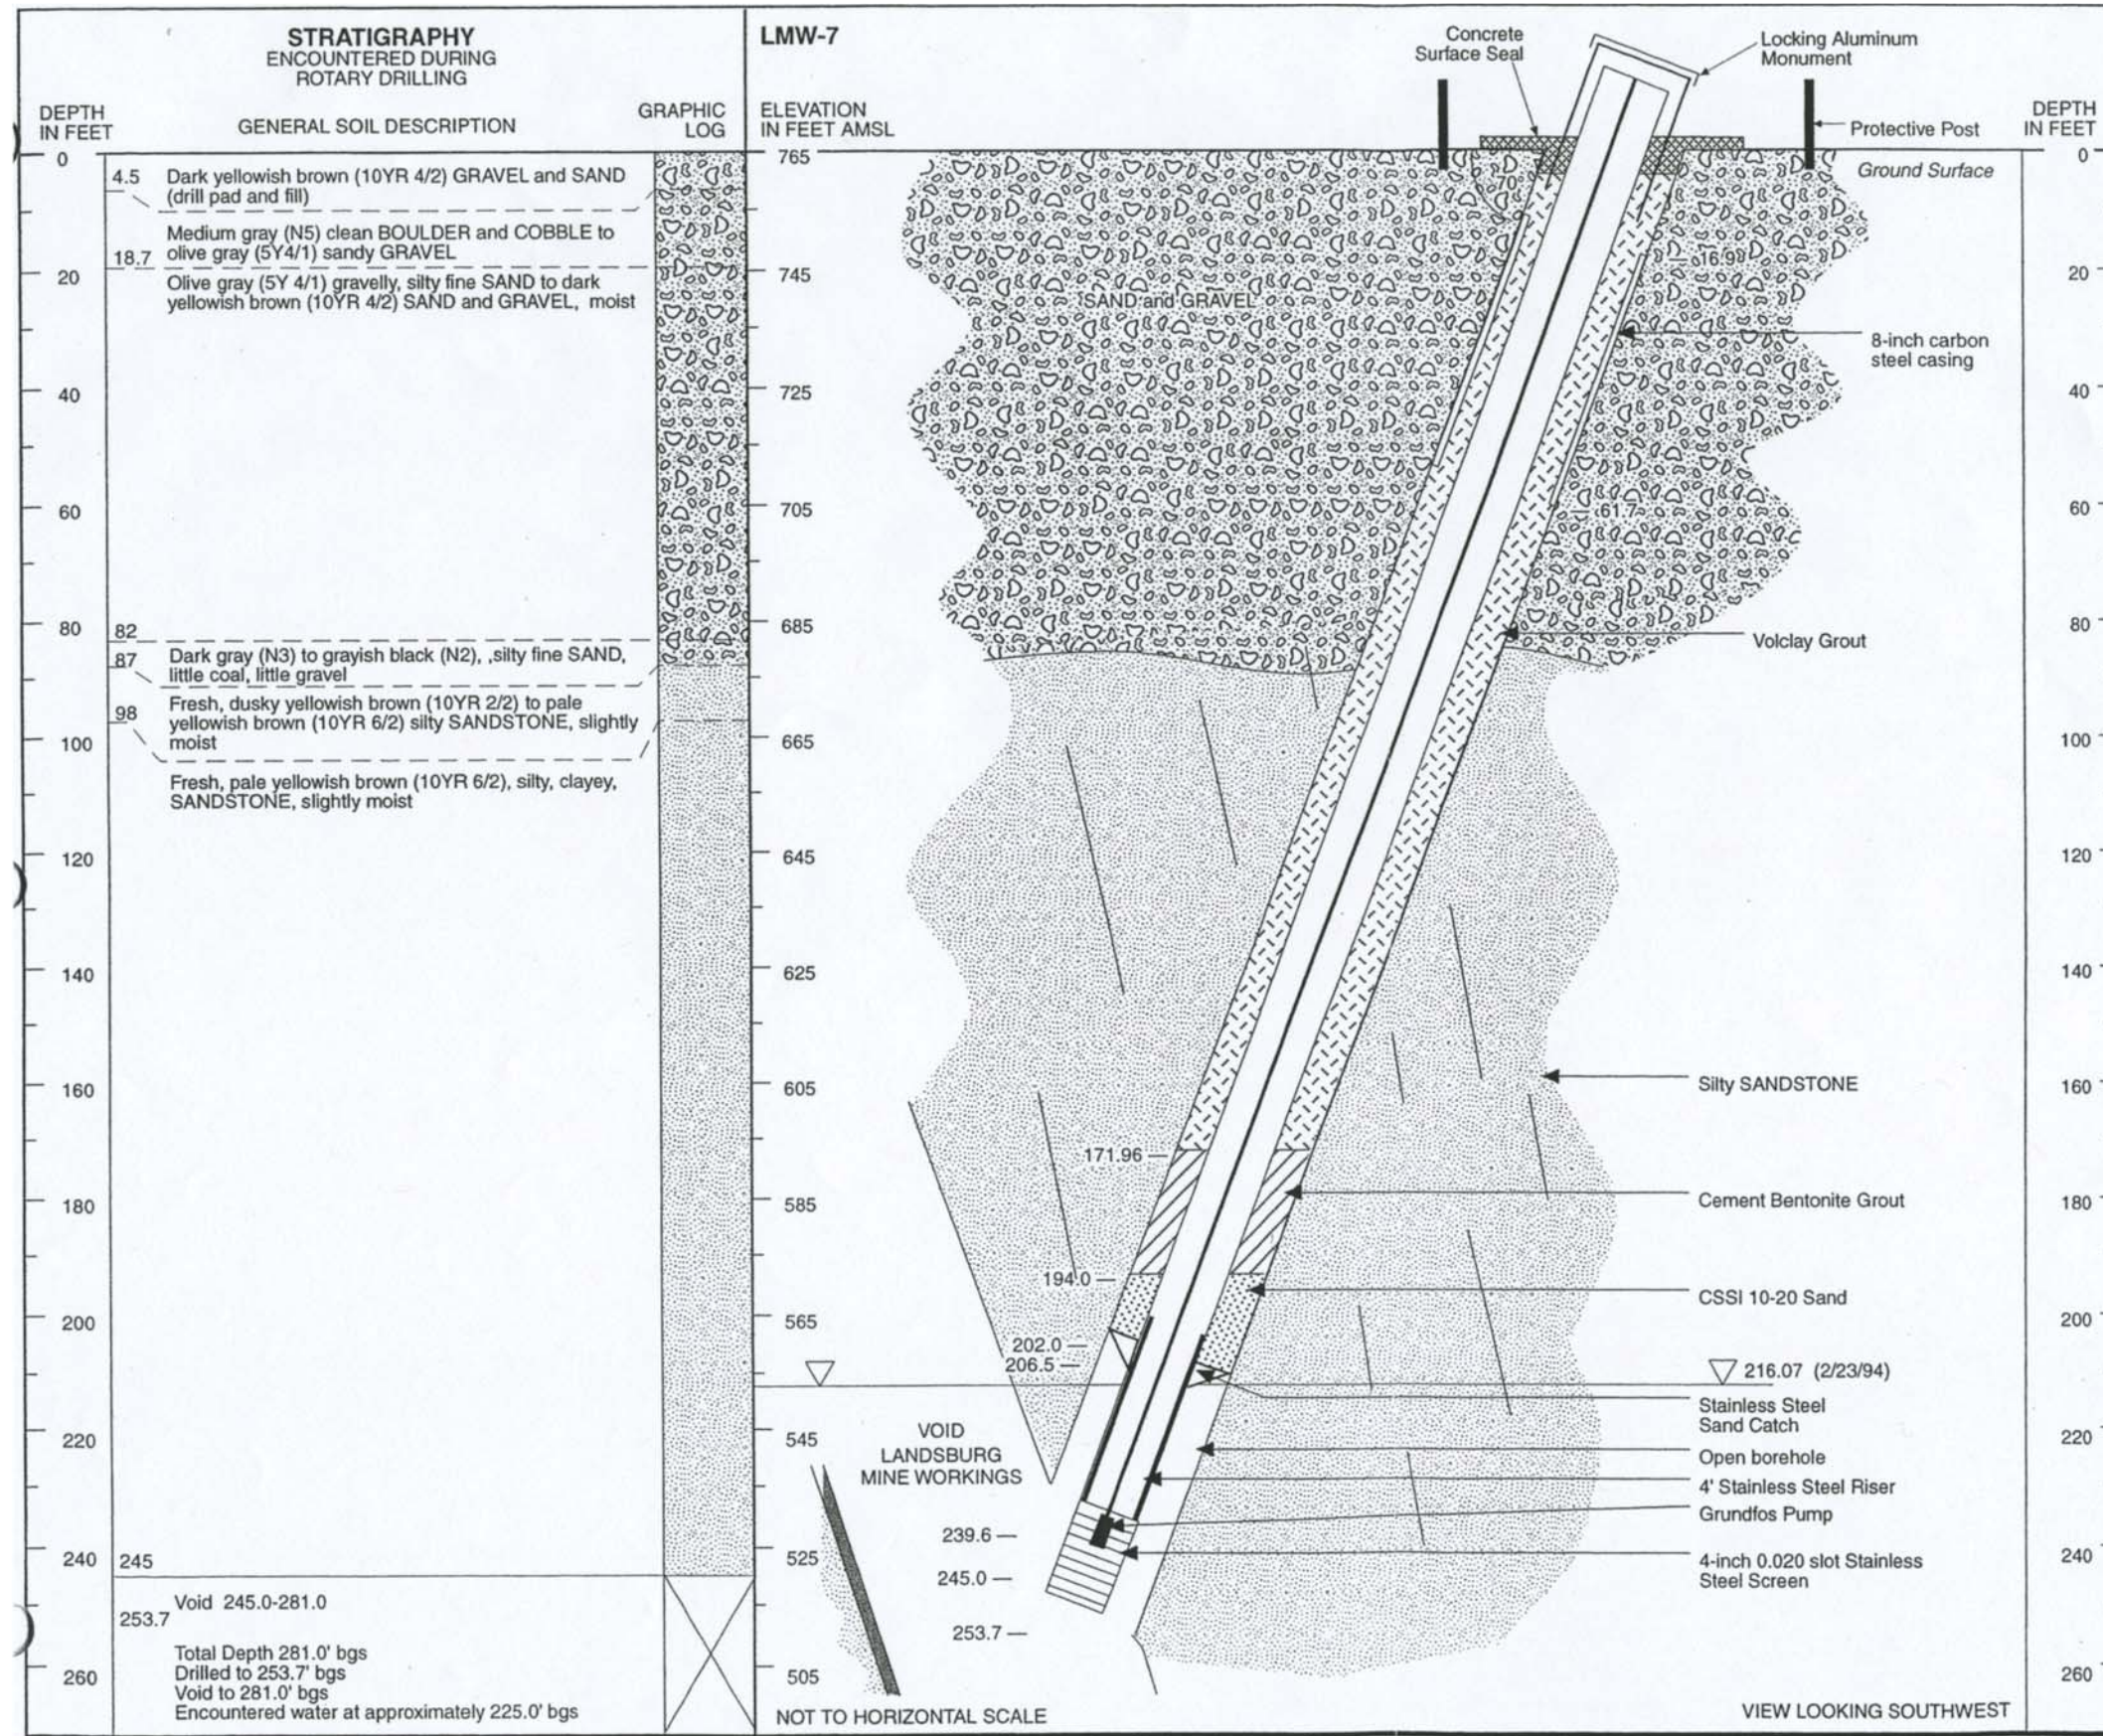 STRATIGRAPHY
ENCOUNTERED DURING
ROTARY DRILLING
DEPTH
IN FEET
GENERAL SOIL DESCRIPTION
GRAPHIC
LOG
0
20
40
60
80
100
120
140
160
180
200
220
240
260
4.5
Dark yellowish brown (10YR 4/2) GRAVEL and SAND
(drill pad and fill)
Medium gray (N5) clean BOULDER and COBBLE to
olive gray (5Y4/1) sandy GRAVEL
18.7
Olive gray (5Y 4/1) gravelly, silty fine SAND to dark
yellowish brown (10YR 4/2) SAND and GRAVEL, moist
82
Dark gray (N3) to grayish black (N2), ,silty fine SAND,
little coal, little gravel
87
Fresh, dusky yellowish brown (10YR 2/2) to pale
yellowish brown (10YR 6/2) silty SANDSTONE, slightly
moist
98
Fresh, pale yellowish brown (10YR 6/2), silty, clayey,
SANDSTONE, slightly moist
245
Void 245.0-281.0
253.7
Total Depth 281.0' bgs
Drilled to 253.7' bgs
Void to 281.0' bgs
Encountered water at approximately 225.0' bgs
LMW-7
ELEVATION
IN FEET AMSL
765
745
725
705
685
665
645
625
605
585
565
545
525
505
Concrete
Surface Seal
Locking Aluminum
Monument
Protective Post
Ground Surface
70
16.9
SAND and GRAVEL
8-inch carbon
steel casing
61.7
Volclay Grout
Silty SANDSTONE
171.96
Cement Bentonite Grout
194.0
CSSI 10-20 Sand
202.0
206.5
216.07 (2/23/94)
Stainless Steel
Sand Catch
VOID
LANDSBURG
MINE WORKINGS
Open borehole
4' Stainless Steel Riser
Grundfos Pump
239.6
4-inch 0.020 slot Stainless
Steel Screen
245.0
253.7
NOT TO HORIZONTAL SCALE
VIEW LOOKING SOUTHWEST
DEPTH
IN FEET
0
20
40
60
80
100
120
140
160
180
200
220
240
260